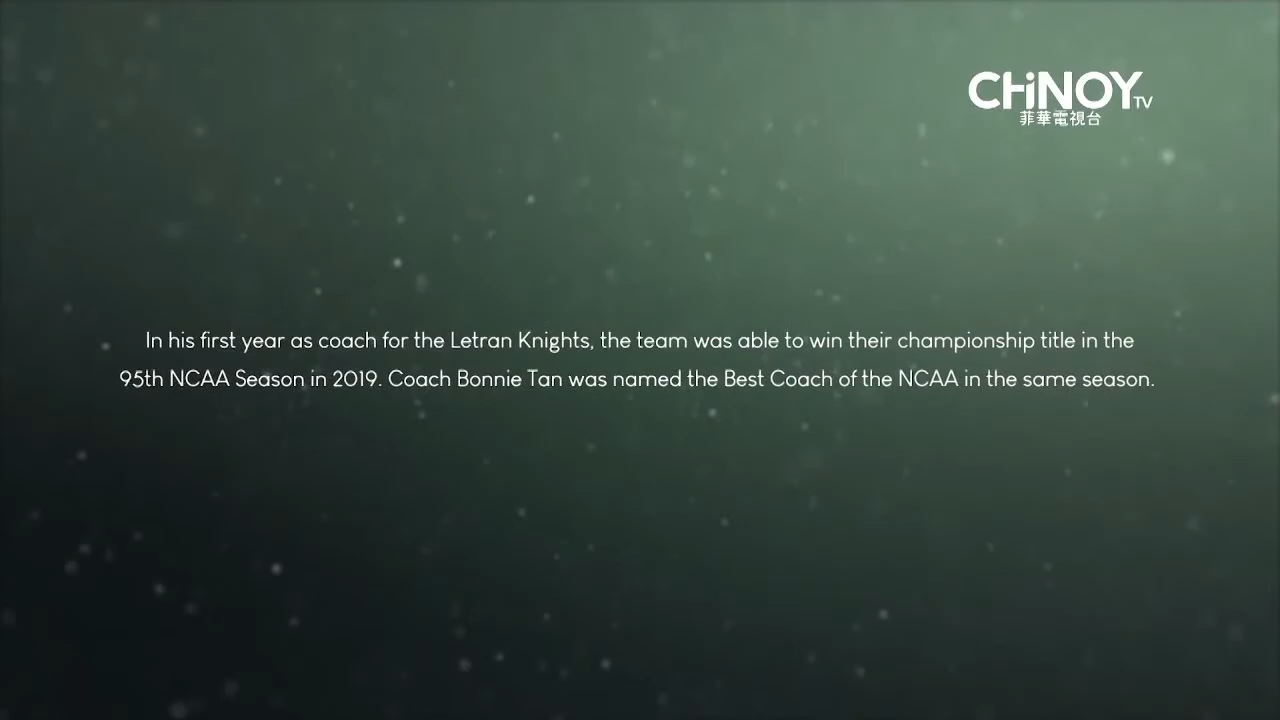 CHiNOY TV
菲華電視台
In his first year as coach for the Letran Knights, the team was able to win their championship title in the
95th NCAA Season in 2019. Coach Bonnie Tan was named the Best Coach of the NCAA in the same season.